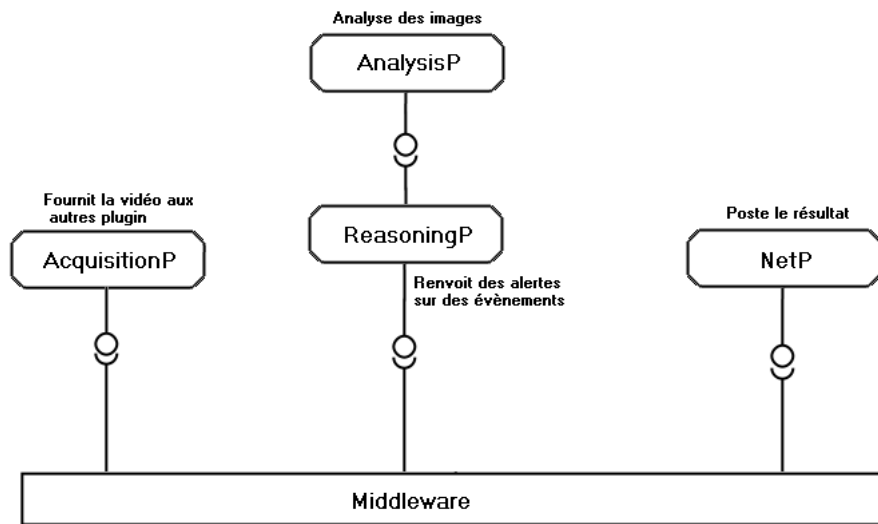 Analyse des images
AnalysisP
Fournit la vidéo aux
autres plugin
AcquisitionP
ReasoningP
Renvoit des alertes
sur des évènements
Poste le résultat
NetP
Middleware